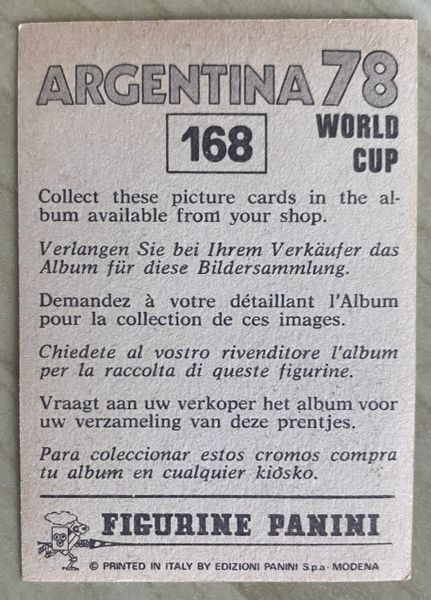 ARGENTINA 78
168
WORLD
CUP
Collect these picture cards in the al-
bum available from your shop.
Verlangen Sie bei Ihrem Verkäufer das
Album für diese Bildersammlung.
Demandez à votre détaillant l'Album
pour la collection de ces images.
Chiedete al vostro rivenditore l'album
per la raccolta di queste figurine.
Vraagt aan uw verkoper het album voor
uw verzameling van deze prentjes.
Para coleccionar estos cromos compra
tu album en cualquier kiosko.
FIGURINE PANINI
© PRINTED IN ITALY BY EDIZIONI PANINI S.p.a - MODENA